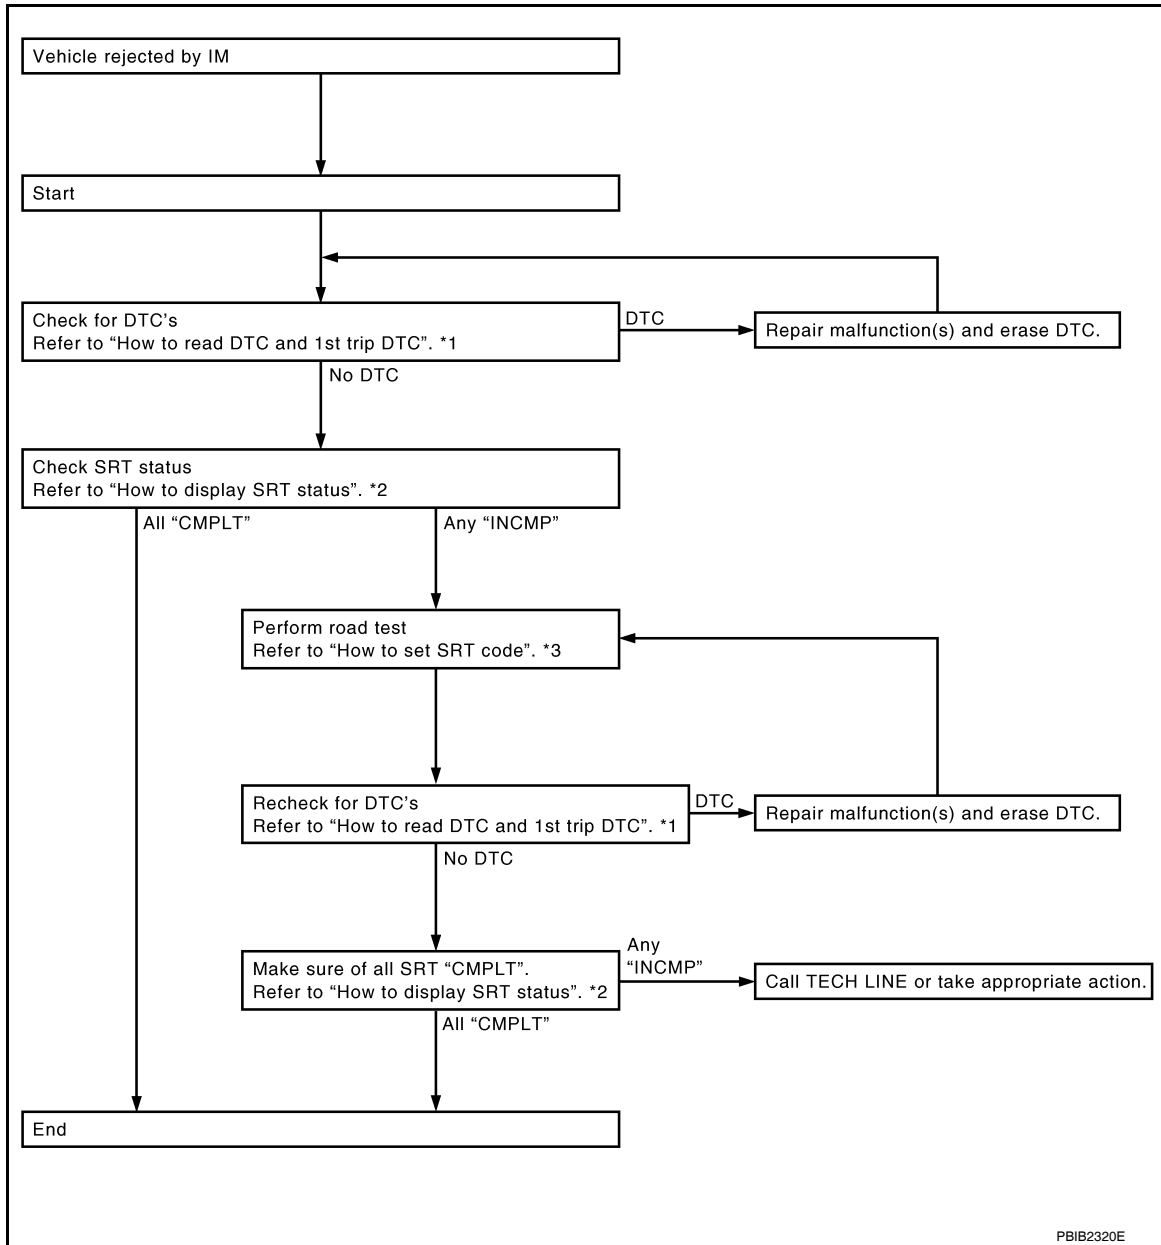 Vehicle rejected by IM
Start
Check for DTC's
Refer to “How to read DTC and 1st trip DTC”. *1
DTC
Repair malfunction(s) and erase DTC.
No DTC
Check SRT status
Refer to “How to display SRT status”. *2
All “CMPLT”
Any “INCMP”
Perform road test
Refer to “How to set SRT code”. *3
Recheck for DTC's
Refer to “How to read DTC and 1st trip DTC”. *1
DTC
Repair malfunction(s) and erase DTC.
No DTC
Make sure of all SRT “CMPLT”.
Refer to “How to display SRT status”. *2
Any
“INCMP”
Call TECH LINE or take appropriate action.
All “CMPLT”
End
PBIB2320E